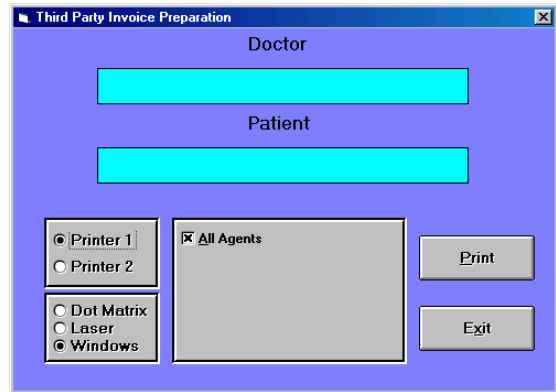 Third Party Invoice Preparation
Doctor
Patient
Printer 1
Printer 2
Dot Matrix
Laser
Windows
All Agents
Print
Exit